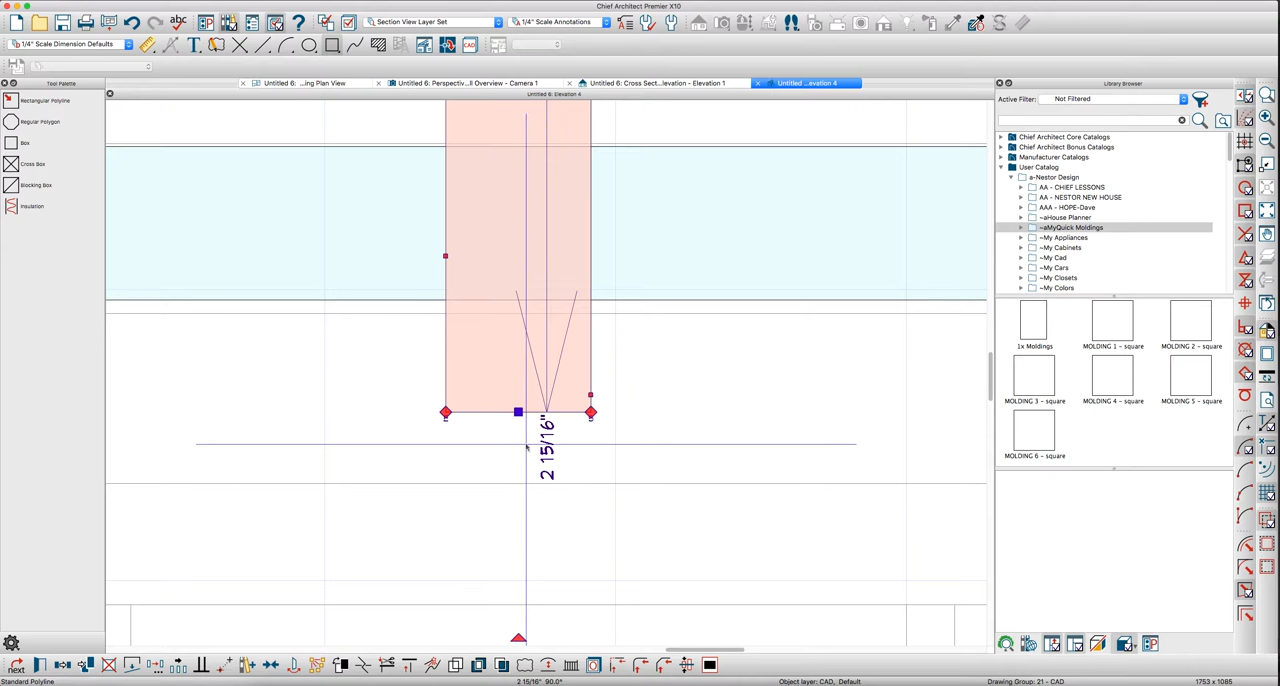 Chief Architect Premier X10
abc
?
Section View Layer Set
1/4" Scale Annotations
1/4" Scale Dimension Defaults
T
CAD
Tool Palette
Untitled 6: ...ing Plan View
Untitled 6: Perspectiv...ll Overview - Camera 1
Untitled 6: Cross Sect...levation - Elevation 1
Untitled ...evation 4
Library Browser
Untitled 6: Elevation 4
Rectangular Polyline
Regular Polygon
Box
Cross Box
Blocking Box
Insulation
Active Filter:
Not Filtered
Chief Architect Core Catalogs
Chief Architect Bonus Catalogs
Manufacturer Catalogs
User Catalog
a-Nestor Design
AA - CHIEF LESSONS
AA - NESTOR NEW HOUSE
AAA - HOPE-Dave
~aHouse Planner
~aMyQuick Moldings
~My Appliances
~My Cabinets
~My Cad
~My Cars
~My Closets
~My Colors
1x Moldings
MOLDING 1 - square
MOLDING 2 - square
MOLDING 3 - square
MOLDING 4 - square
MOLDING 5 - square
MOLDING 6 - square
2 15/16"
next
Standard Polyline
2 15/16" 90.0°
Object layer: CAD, Default
Drawing Group: 21 - CAD
1753 x 1085